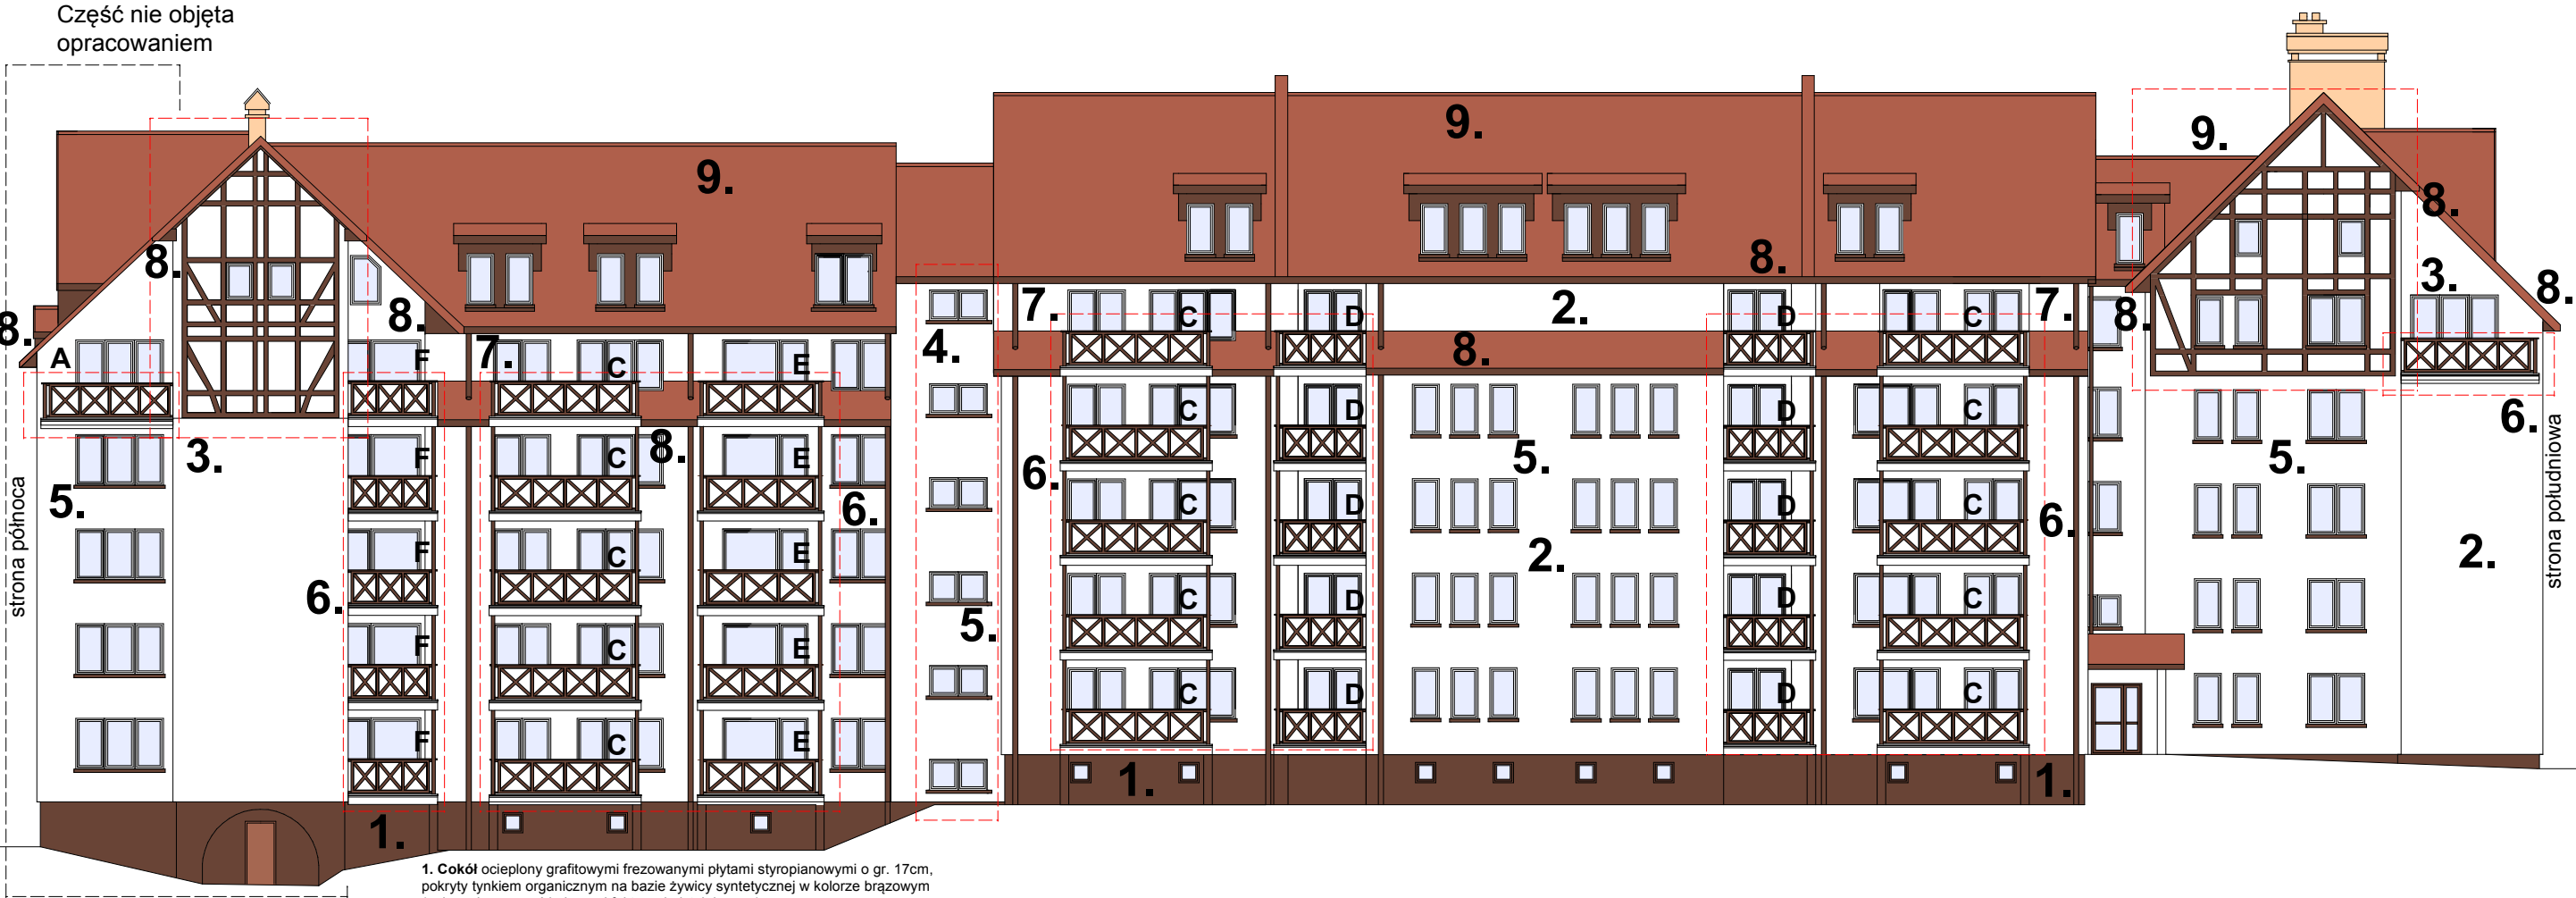 Część nie objęta
opracowaniem
9.
9.
9.
8.
8.
8.
8.
8.
8.
8.
8.
8.
8.
7.
7.
7.
2.
3.
4.
A
F
C
E
C
D
D
C
6.
3.
5.
F
C
E
6.
C
D
5.
D
C
5.
6.
6.
F
C
E
C
D
2.
D
C
6.
2.
F
C
E
5.
C
D
D
C
F
C
E
C
D
D
C
1.
1.
1.
strona północa
strona południowa
1. Cokół ocieplony grafitowymi frezowanymi płytami styropianowymi o gr. 17cm,
pokryty tynkiem organicznym na bazie żywicy syntetycznej w kolorze brązowym